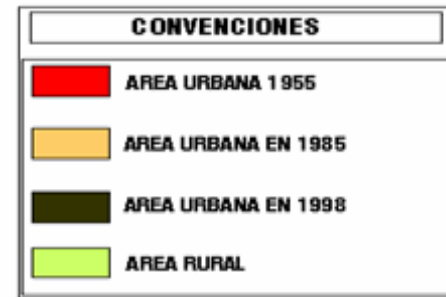 CONVENCIONES
AREA URBANA 1955
AREA URBANA EN 1985
AREA URBANA EN 1998
AREA RURAL